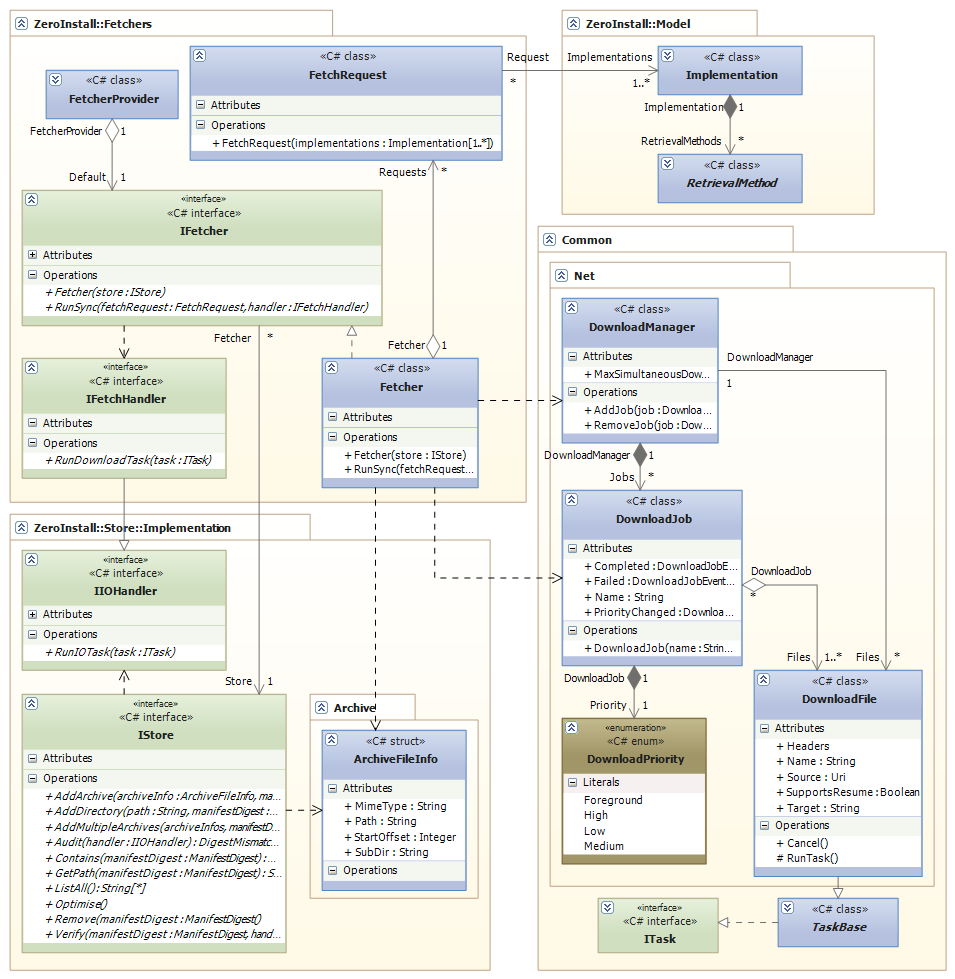 ZeroInstall::Fetchers
«C# class»
FetcherProvider
FetcherProvider
1
Default
1
«C# class»
FetchRequest
Attributes
Operations
+ FetchRequest(implementations : Implementation[1..*])
Request
*
Implementations
1..*
Requests
*
«interface»
«C# interface»
IFetcher
Attributes
Operations
+ Fetcher(store : IStore)
+ RunSync(fetchRequest : FetchRequest, handler : IFetchHandler)
Fetcher
*
Fetcher
1
«interface»
«C# interface»
IFetchHandler
Attributes
Operations
+ RunDownloadTask(task : ITask)
«C# class»
Fetcher
Attributes
Operations
+ Fetcher(store : IStore)
+ RunSync(fetchRequest...
ZeroInstall::Model
«C# class»
Implementation
Implementation
1
RetrievalMethods
*
«C# class»
RetrievalMethod
Common
Net
«C# class»
DownloadManager
Attributes
+ MaxSimultaneousDow...
Operations
+ AddJob(job : Downloa...
+ RemoveJob(job : Dow...
DownloadManager
1
DownloadManager
1
Jobs
*
«C# class»
DownloadJob
Attributes
+ Completed : DownloadJobE...
+ Failed : DownloadJobEvent...
+ Name : String
+ PriorityChanged : Downloa...
Operations
+ DownloadJob(name : Strin...
DownloadJob
*
Files
1..*
Files
*
DownloadJob
1
Priority
1
«enumeration»
«C# enum»
DownloadPriority
Literals
Foreground
High
Low
Medium
«C# class»
DownloadFile
Attributes
+ Headers
+ Name : String
+ Source : Uri
+ SupportsResume : Boolean
+ Target : String
Operations
+ Cancel()
# RunTask()
«interface»
«C# interface»
ITask
«C# class»
TaskBase
ZeroInstall::Store::Implementation
«interface»
«C# interface»
IIOHandler
Attributes
Operations
+ RunIOTask(task : ITask)
Store
1
«interface»
«C# interface»
IStore
Attributes
Operations
+ AddArchive(archiveInfo : ArchiveFileInfo, ma...
+ AddDirectory(path : String, manifestDigest : ...
+ AddMultipleArchives(archiveInfos, manifestD...
+ Audit(handler : IIOHandler) : DigestMismatc...
+ Contains(manifestDigest : ManifestDigest) : ...
+ GetPath(manifestDigest : ManifestDigest) : S...
+ ListAll() : String[*]
+ Optimise()
+ Remove(manifestDigest : ManifestDigest)
+ Verify(manifestDigest : ManifestDigest, hand...
Archive
«C# struct»
ArchiveFileInfo
Attributes
+ MimeType : String
+ Path : String
+ StartOffset : Integer
+ SubDir : String
Operations